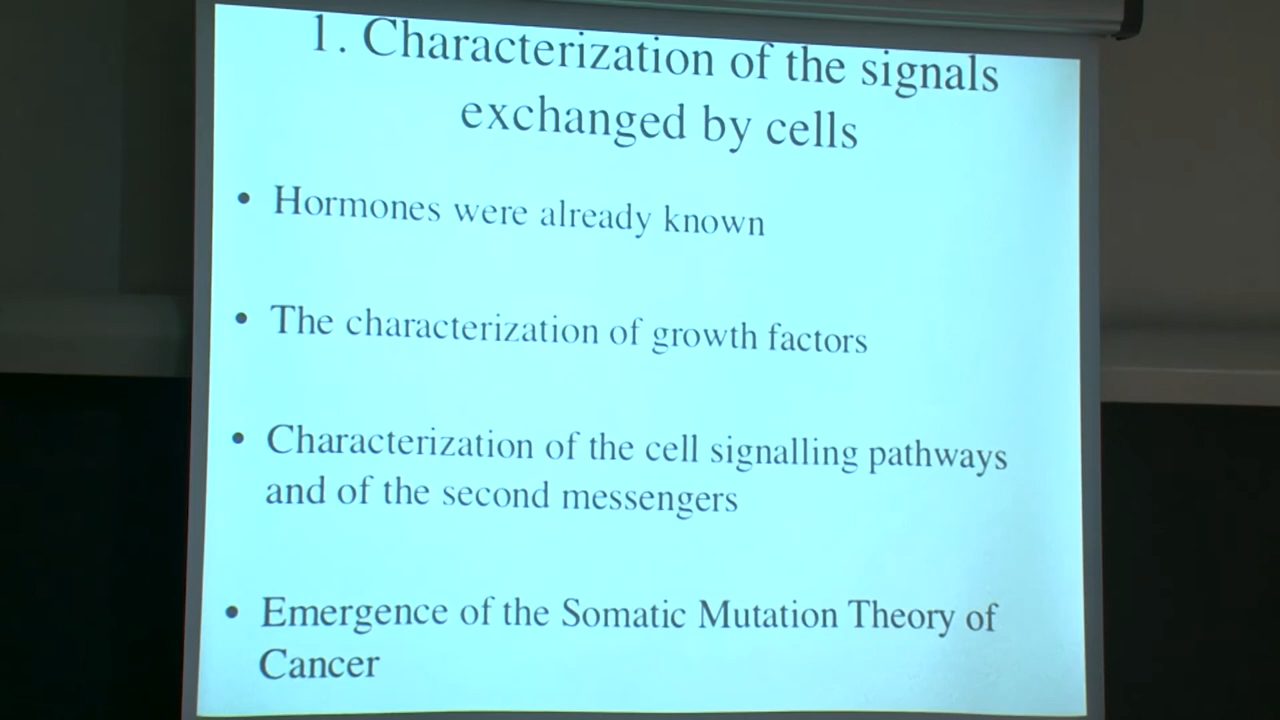 1. Characterization of the signals
exchanged by cells
• Hormones were already known
• The characterization of growth factors
• Characterization of the cell signalling pathways
and of the second messengers
• Emergence of the Somatic Mutation Theory of
Cancer